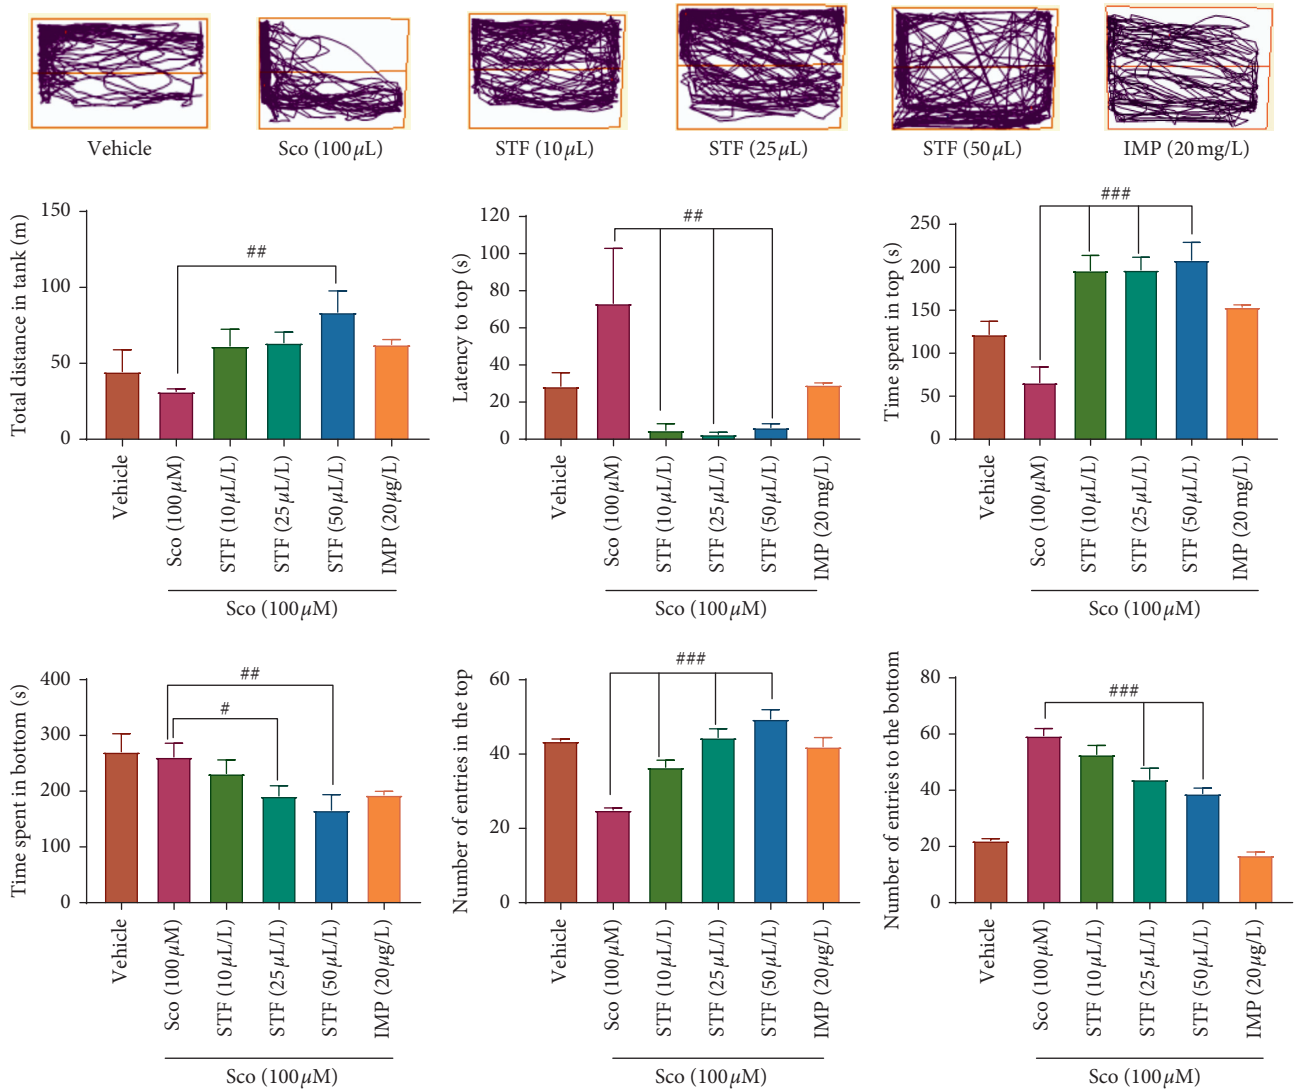 Vehicle
Sco (100 μL)
STF (10 μL)
STF (25 μL)
STF (50 μL)
IMP (20 mg/L)
Total distance in tank (m)
150
100
50
0
##
Vehicle
Sco (100 μM)
STF (10 μL/L)
STF (25 μL/L)
STF (50 μL/L)
IMP (20 μg/L)
Sco (100 μM)
Latency to top (s)
120
100
80
60
40
20
0
##
Vehicle
Sco (100 μM)
STF (10 μL/L)
STF (25 μL/L)
STF (50 μL/L)
IMP (20 mg/L)
Sco (100 μM)
Time spent in top (s)
250
200
150
100
50
0
###
Vehicle
Sco (100 μM)
STF (10 μL/L)
STF (25 μL/L)
STF (50 μL/L)
IMP (20 mg/L)
Sco (100 μM)
Time spent in bottom (s)
400
300
200
100
0
##
#
Vehicle
Sco (100 μM)
STF (10 μL/L)
STF (25 μL/L)
STF (50 μL/L)
IMP (20 μg/L)
Sco (100 μM)
Number of entries in the top
60
40
20
0
###
Vehicle
Sco (100 μM)
STF (10 μL/L)
STF (25 μL/L)
STF (50 μL/L)
IMP (20 μg/L)
Sco (100 μM)
Number of entries to the bottom
80
60
40
20
0
###
Vehicle
Sco (100 μM)
STF (10 μL/L)
STF (25 μL/L)
STF (50 μL/L)
IMP (20 μg/L)
Sco (100 μM)